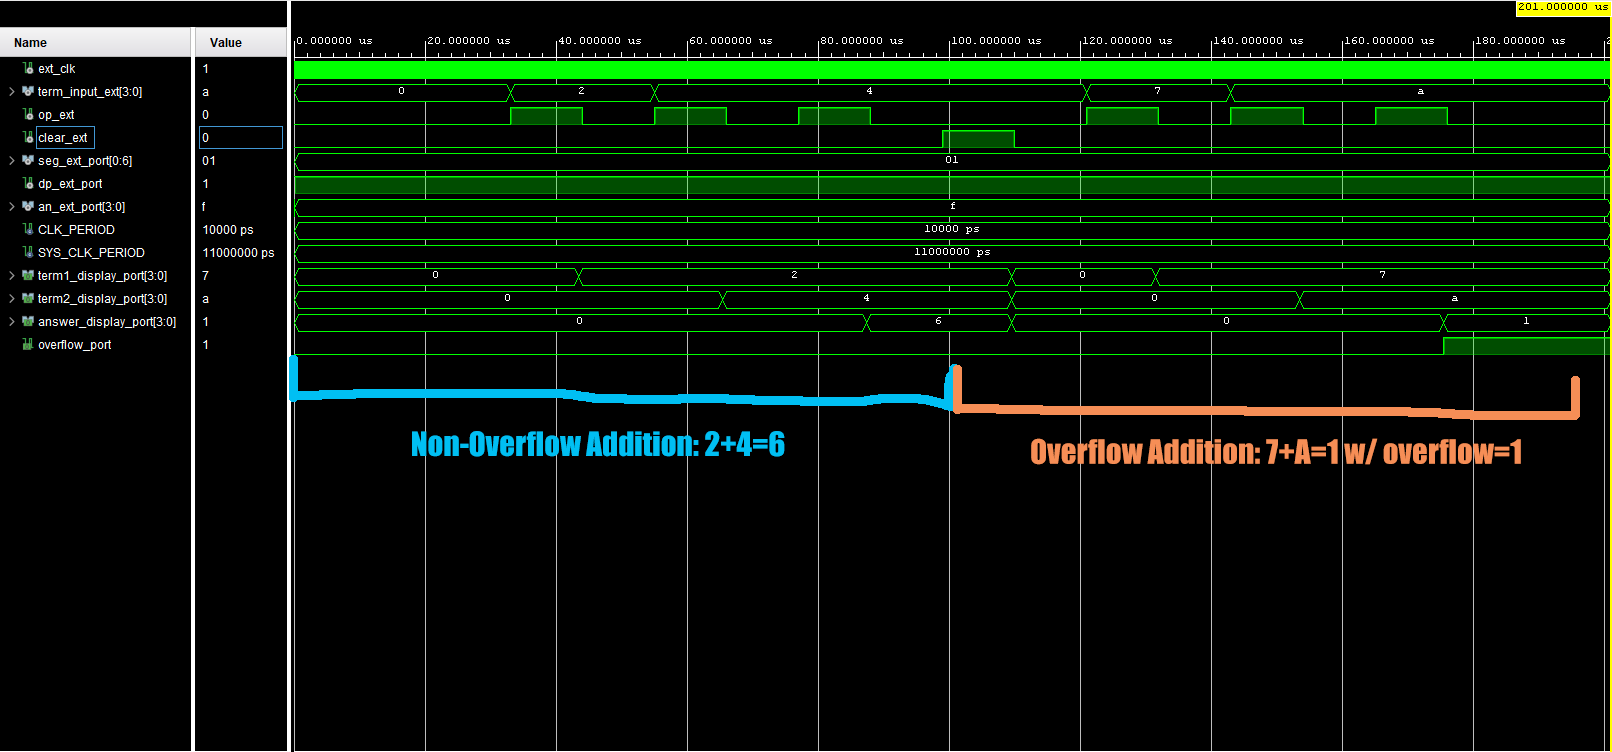 201.000000 us
Name Value
0.000000 us 20.000000 us 40.000000 us 60.000000 us 80.000000 us 100.000000 us 120.000000 us 140.000000 us 160.000000 us 180.000000 us 2
ext_clk 1
term_input_ext[3:0] a 0 2 4 7 a
op_ext 0
clear_ext 0
seg_ext_port[0:6] 01 01
dp_ext_port 1
an_ext_port[3:0] f f
CLK_PERIOD 10000 ps 10000 ps
SYS_CLK_PERIOD 11000000 ps 11000000 ps
term1_display_port[3:0] 7 0 2 0 7
term2_display_port[3:0] a 0 4 0 a
answer_display_port[3:0] 1 0 6 0 1
overflow_port 1
Non-Overflow Addition: 2+4=6
Overflow Addition: 7+A=1 w/ overflow=1